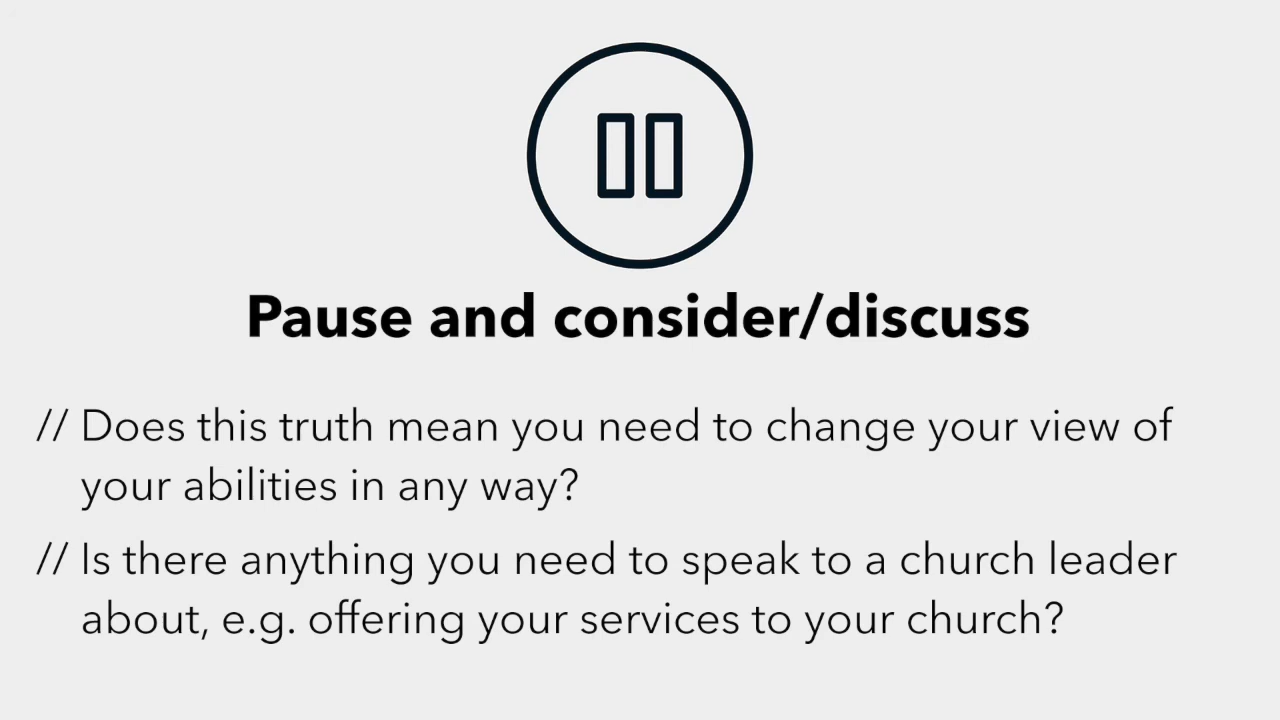 Pause and consider/discuss
// Does this truth mean you need to change your view of
your abilities in any way?
// Is there anything you need to speak to a church leader
about, e.g. offering your services to your church?